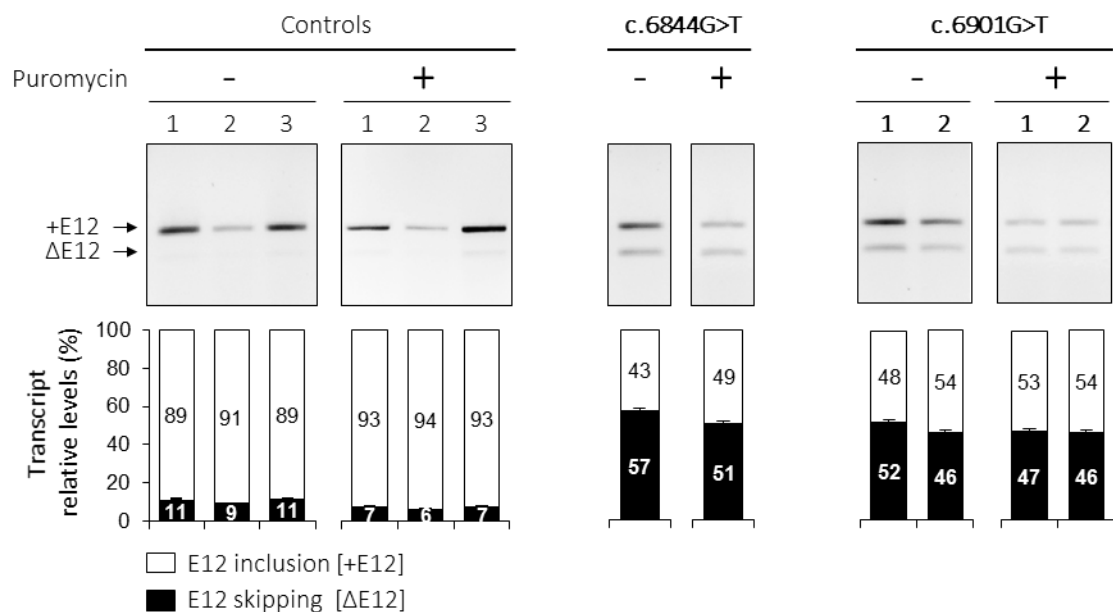 Controls c.6844G>T c.6901G>T
Puromycin - + - + - +
1 2 3 1 2 3 1 2 1 2
+E12
ΔE12
Transcript
relative levels (%)
100
80
60
40
20
0
89 91 89 93 94 93 43 49 48 54 53 54
11 9 11 7 6 7 57 51 52 46 47 46
E12 inclusion [+E12]
E12 skipping [ΔE12]